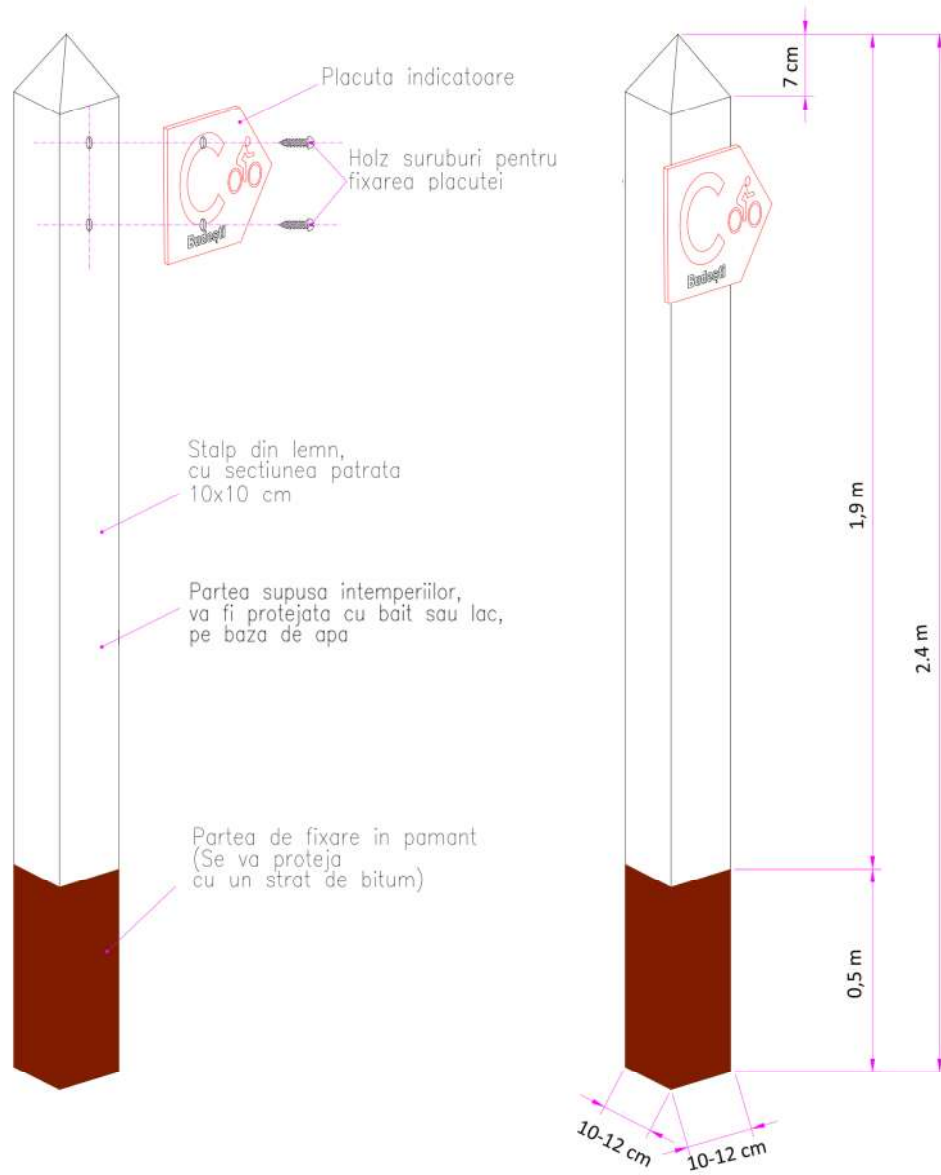 Placuta indicatoare
C
Budești
Holz suruburi pentru
fixarea placutei
Stalp din lemn,
cu sectiunea patrata
10x10 cm
Partea supusa intemperiilor,
va fi protejata cu bait sau lac,
pe baza de apa
Partea de fixare in pamant
(Se va proteja
cu un strat de bitum)
7 cm
C
Budești
1,9 m
2.4 m
0,5 m
10-12 cm
10-12 cm